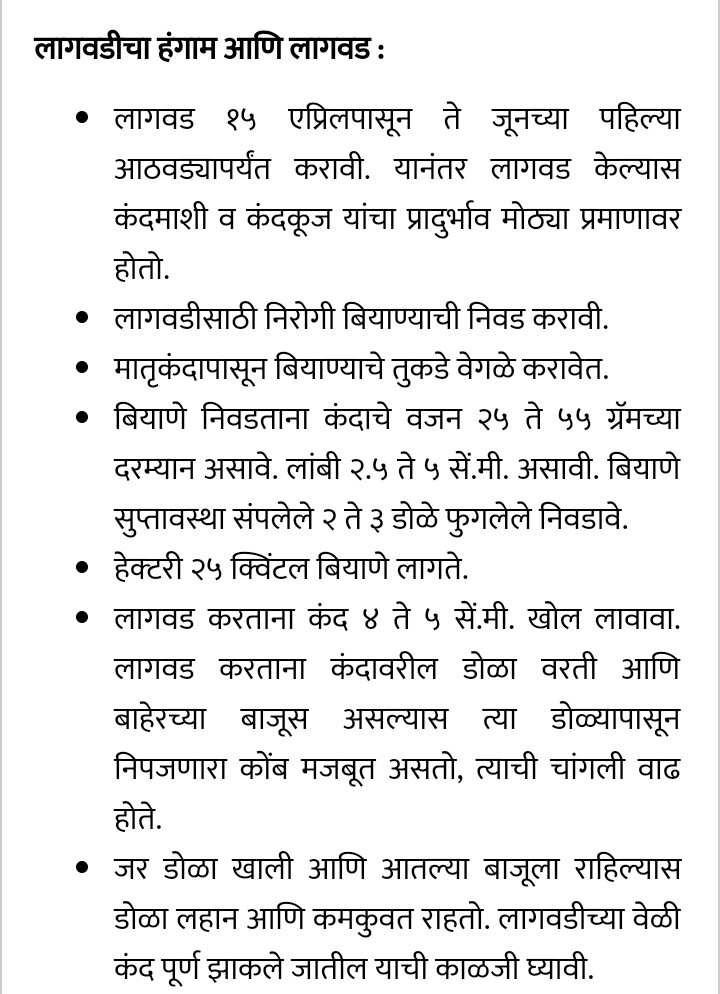 लागवडीचा हंगाम आणि लागवड :
• लागवड १५ एप्रिलपासून ते जूनच्या पहिल्या
आठवड्यापर्यंत करावी. यानंतर लागवड केल्यास
कंदमाशी व कंदकूज यांचा प्रादुर्भाव मोठ्या प्रमाणावर
होतो.
• लागवडीसाठी निरोगी बियाण्याची निवड करावी.
• मातृकंदापासून बियाण्याचे तुकडे वेगळे करावेत.
• बियाणे निवडताना कंदाचे वजन २५ ते ५५ ग्रॅमच्या
दरम्यान असावे. लांबी २.५ ते ५ सें.मी. असावी. बियाणे
सुप्तावस्था संपलेले २ ते ३ डोळे फुगलेले निवडावे.
• हेक्टरी २५ क्विंटल बियाणे लागते.
• लागवड करताना कंद ४ ते ५ सें.मी. खोल लावावा.
लागवड करताना कंदावरील डोळा वरती आणि
बाहेरच्या बाजूस असल्यास त्या डोळ्यापासून
निपजणारा कोंब मजबूत असतो, त्याची चांगली वाढ
होते.
• जर डोळा खाली आणि आतल्या बाजूला राहिल्यास
डोळा लहान आणि कमकुवत राहतो. लागवडीच्या वेळी
कंद पूर्ण झाकले जातील याची काळजी घ्यावी.